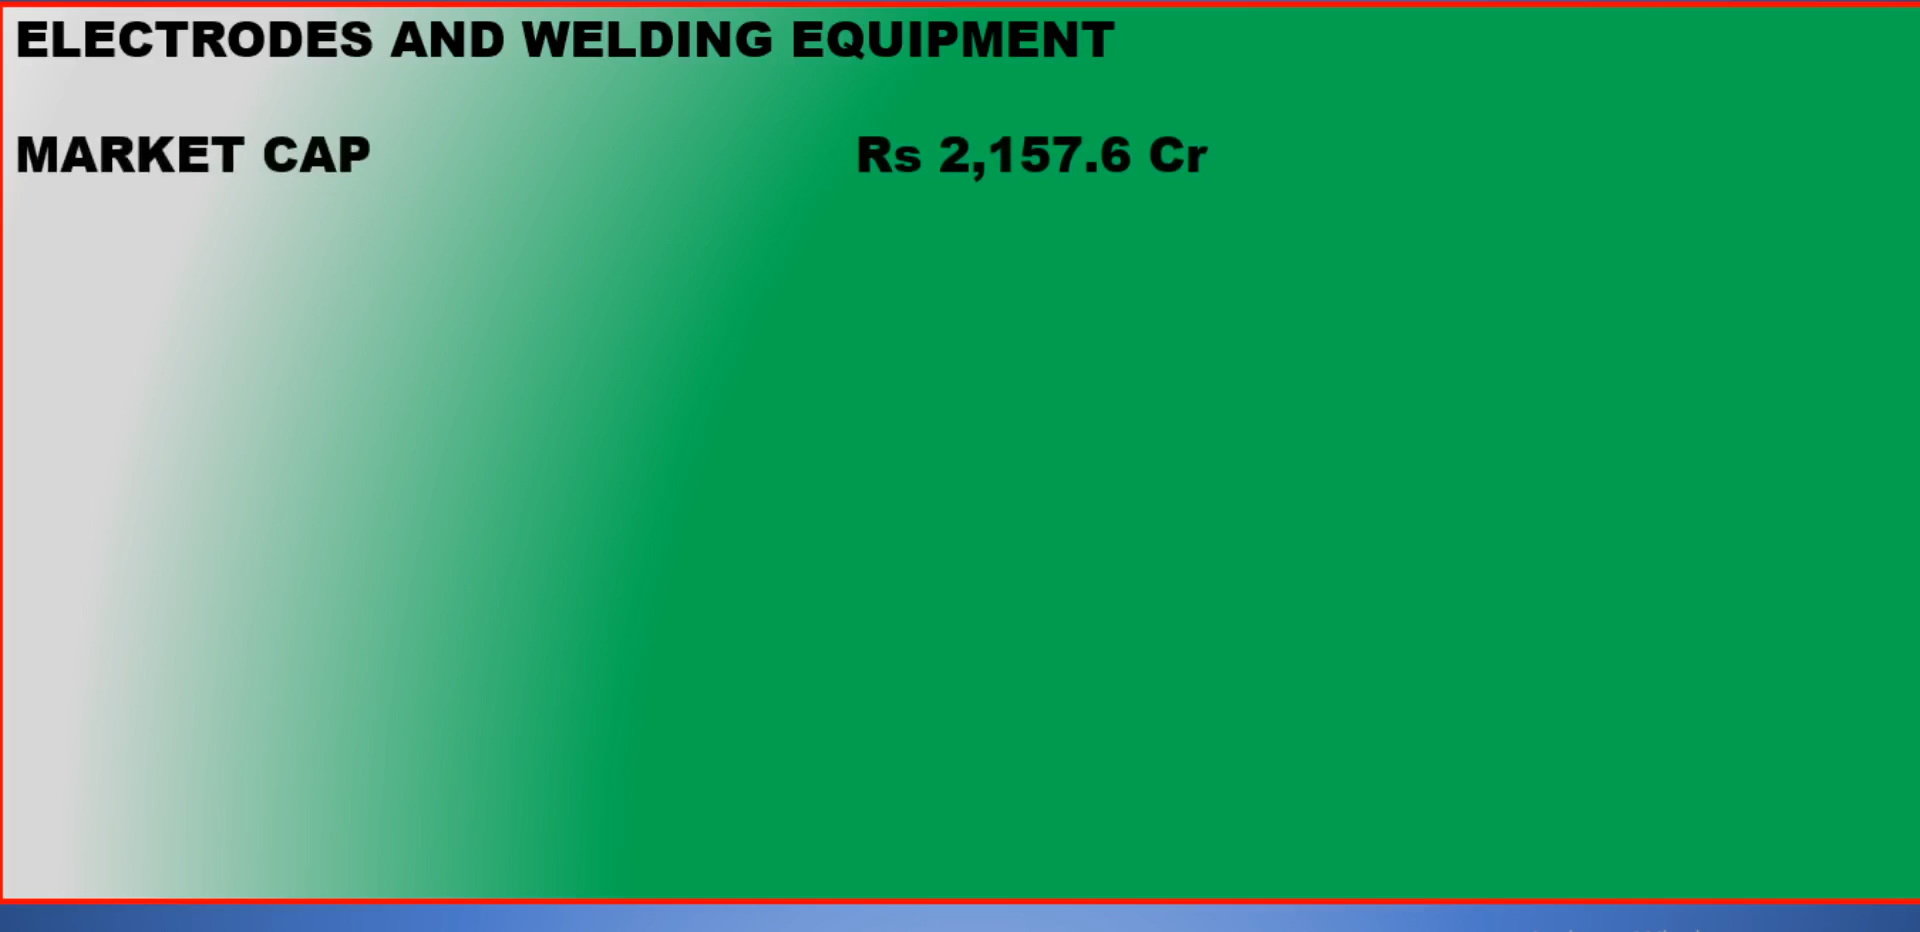 ELECTRODES AND WELDING EQUIPMENT
MARKET CAP Rs 2,157.6 Cr